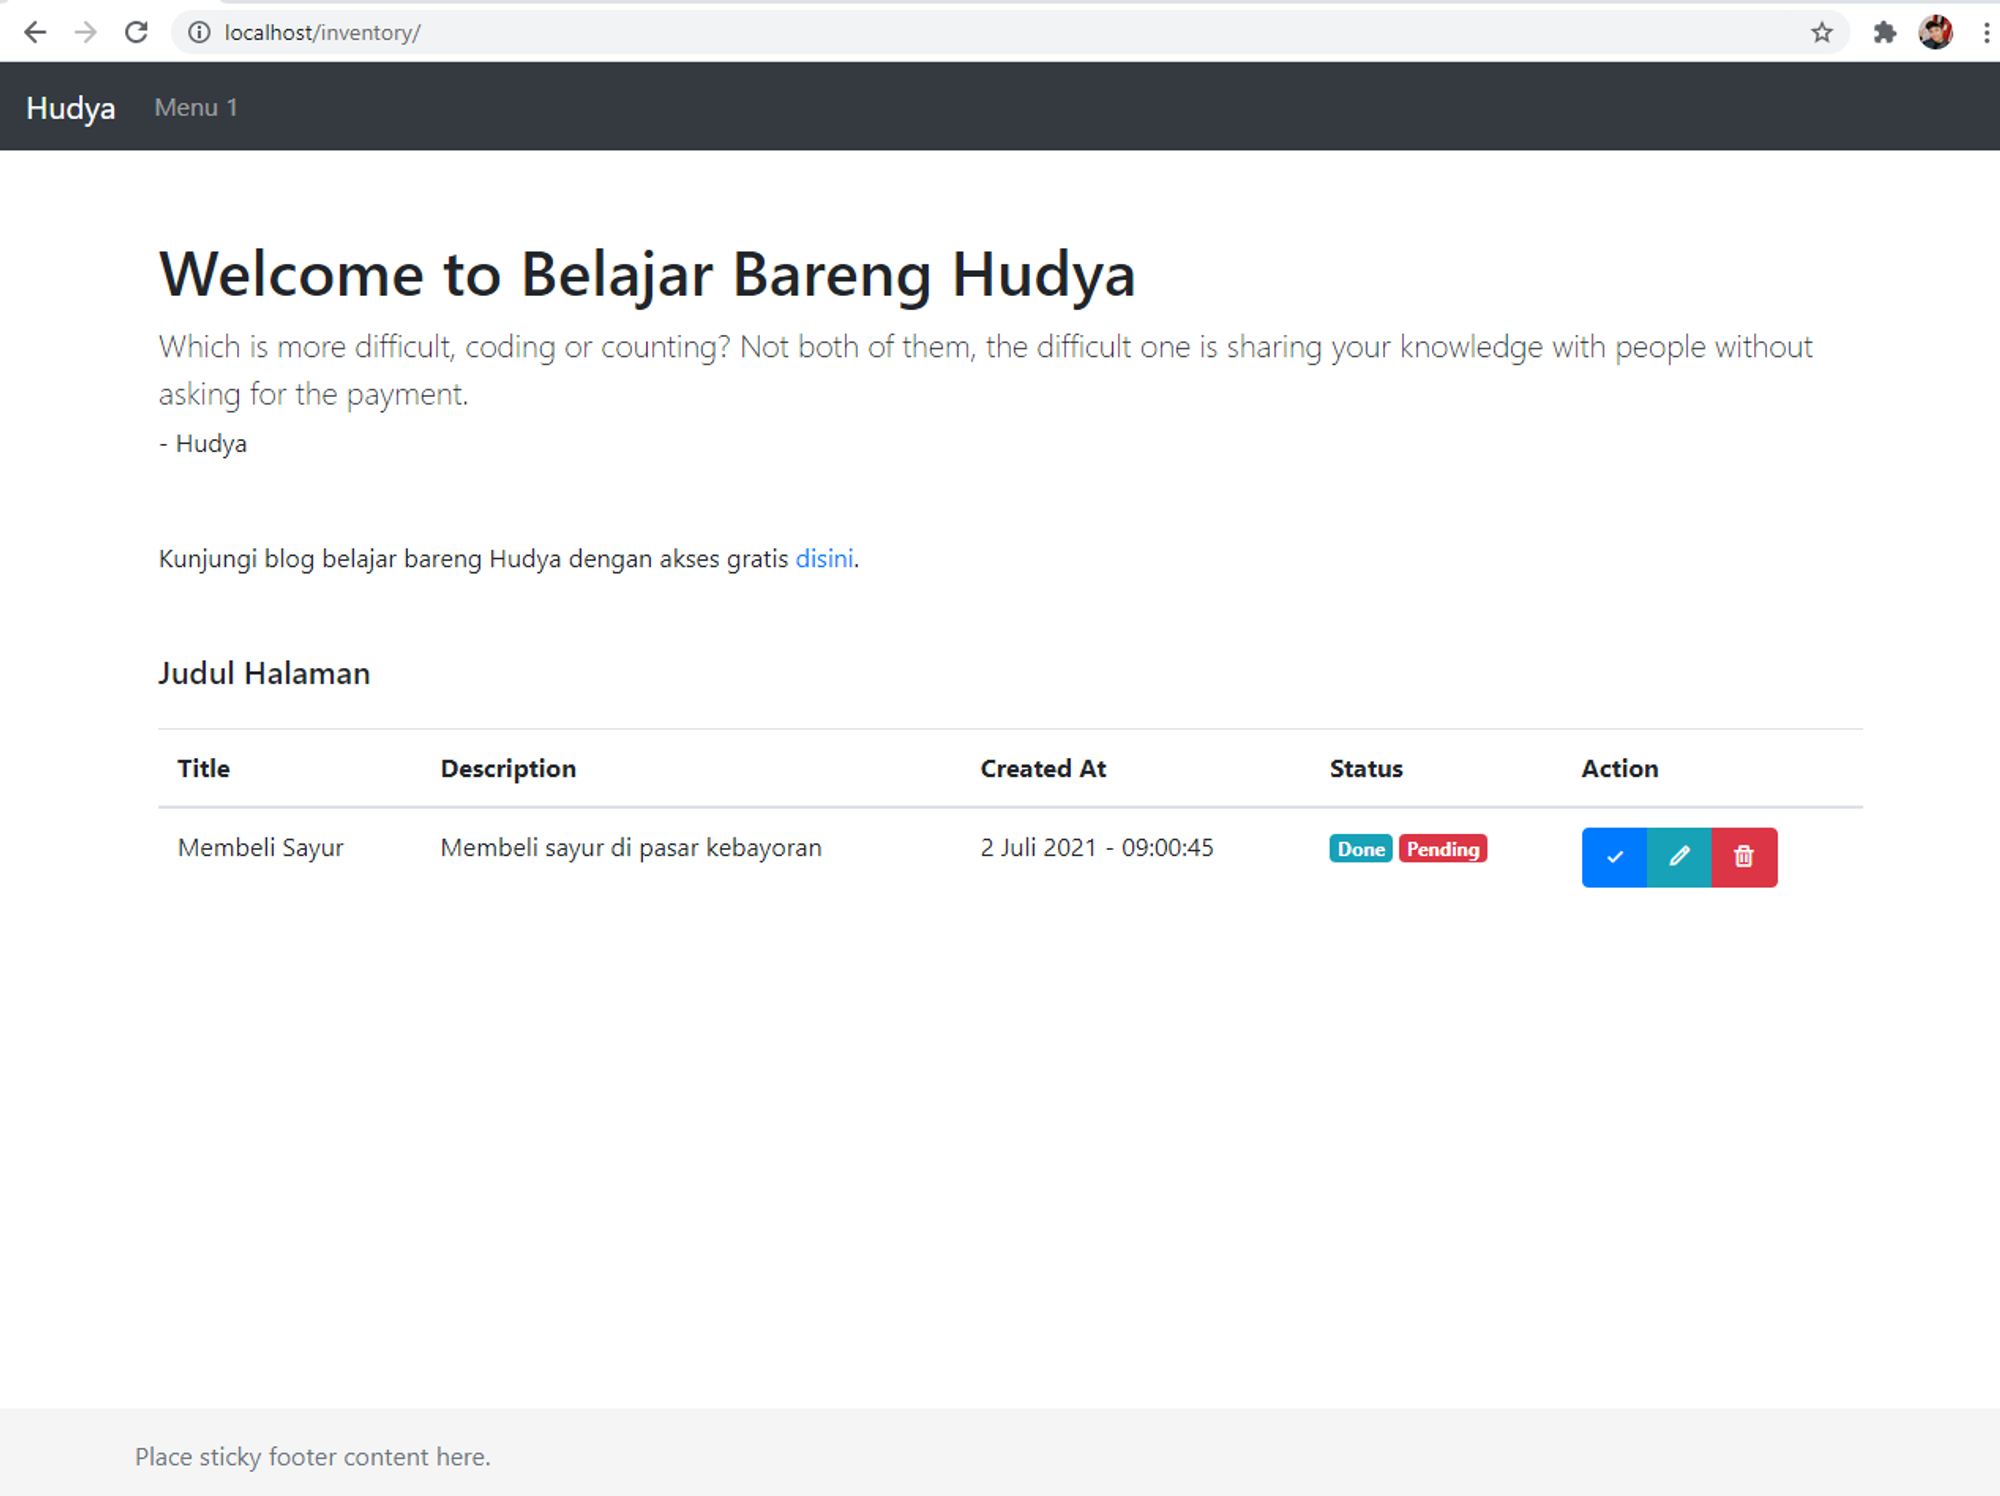 localhost/inventory/
Hudya Menu 1
Welcome to Belajar Bareng Hudya
Which is more difficult, coding or counting? Not both of them, the difficult one is sharing your knowledge with people without
asking for the payment.
- Hudya
Kunjungi blog belajar bareng Hudya dengan akses gratis disini.
Judul Halaman
Title Description Created At Status Action
Membeli Sayur Membeli sayur di pasar kebayoran 2 Juli 2021 - 09:00:45 Done Pending
Place sticky footer content here.